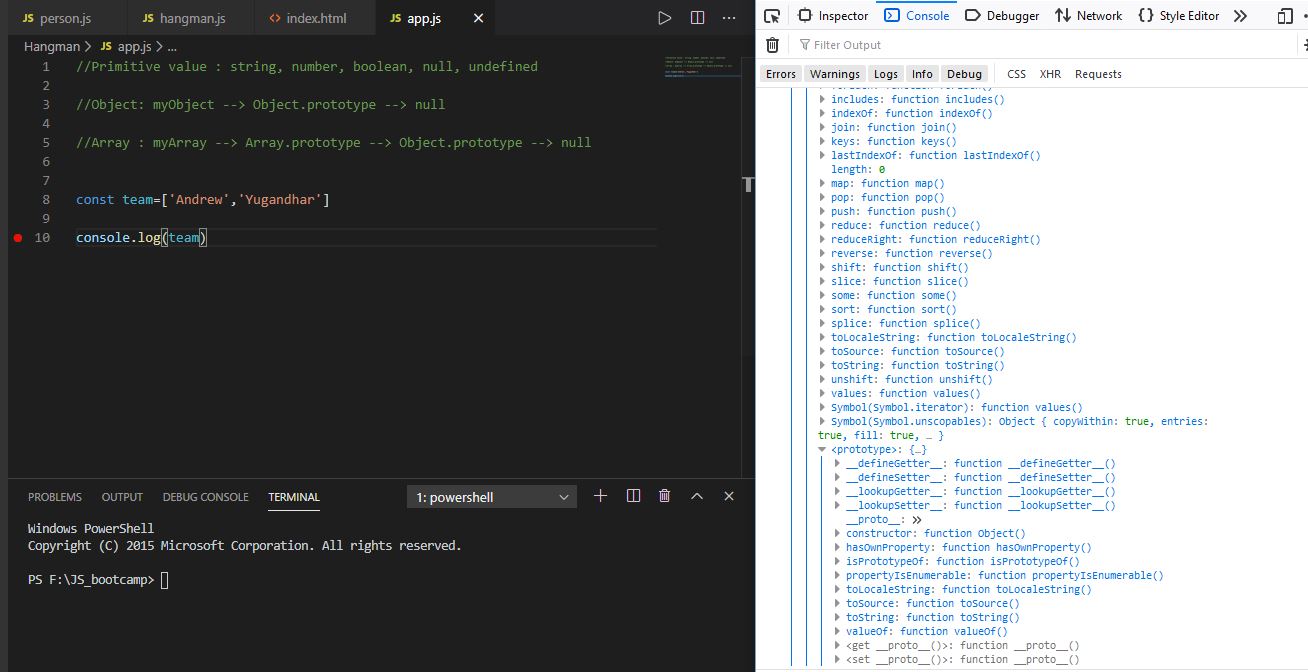 JS person.js JS hangman.js <> index.html JS app.js
Hangman > JS app.js > ...
1 //Primitive value : string, number, boolean, null, undefined
2
3 //Object: myObject --> Object.prototype --> null
4
5 //Array : myArray --> Array.prototype --> Object.prototype --> null
6
7
8 const team=['Andrew','Yugandhar']
9
10 console.log(team)
PROBLEMS OUTPUT DEBUG CONSOLE TERMINAL 1: powershell
Windows PowerShell
Copyright (C) 2015 Microsoft Corporation. All rights reserved.
PS F:\JS_bootcamp>
Inspector Console Debugger Network {} Style Editor
Filter Output
Errors Warnings Logs Info Debug CSS XHR Requests
includes: function includes()
indexOf: function indexOf()
join: function join()
keys: function keys()
lastIndexOf: function lastIndexOf()
length: 0
map: function map()
pop: function pop()
push: function push()
reduce: function reduce()
reduceRight: function reduceRight()
reverse: function reverse()
shift: function shift()
slice: function slice()
some: function some()
sort: function sort()
splice: function splice()
toLocaleString: function toLocaleString()
toSource: function toSource()
toString: function toString()
unshift: function unshift()
values: function values()
Symbol(Symbol.iterator): function values()
Symbol(Symbol.unscopables): Object { copyWithin: true, entries:
true, fill: true, … }
<prototype>: {…}
__defineGetter__: function __defineGetter__()
__defineSetter__: function __defineSetter__()
__lookupGetter__: function __lookupGetter__()
__lookupSetter__: function __lookupSetter__()
__proto__: >>
constructor: function Object()
hasOwnProperty: function hasOwnProperty()
isPrototypeOf: function isPrototypeOf()
propertyIsEnumerable: function propertyIsEnumerable()
toLocaleString: function toLocaleString()
toSource: function toSource()
toString: function toString()
valueOf: function valueOf()
<get __proto__()>: function __proto__()
<set __proto__()>: function __proto__()